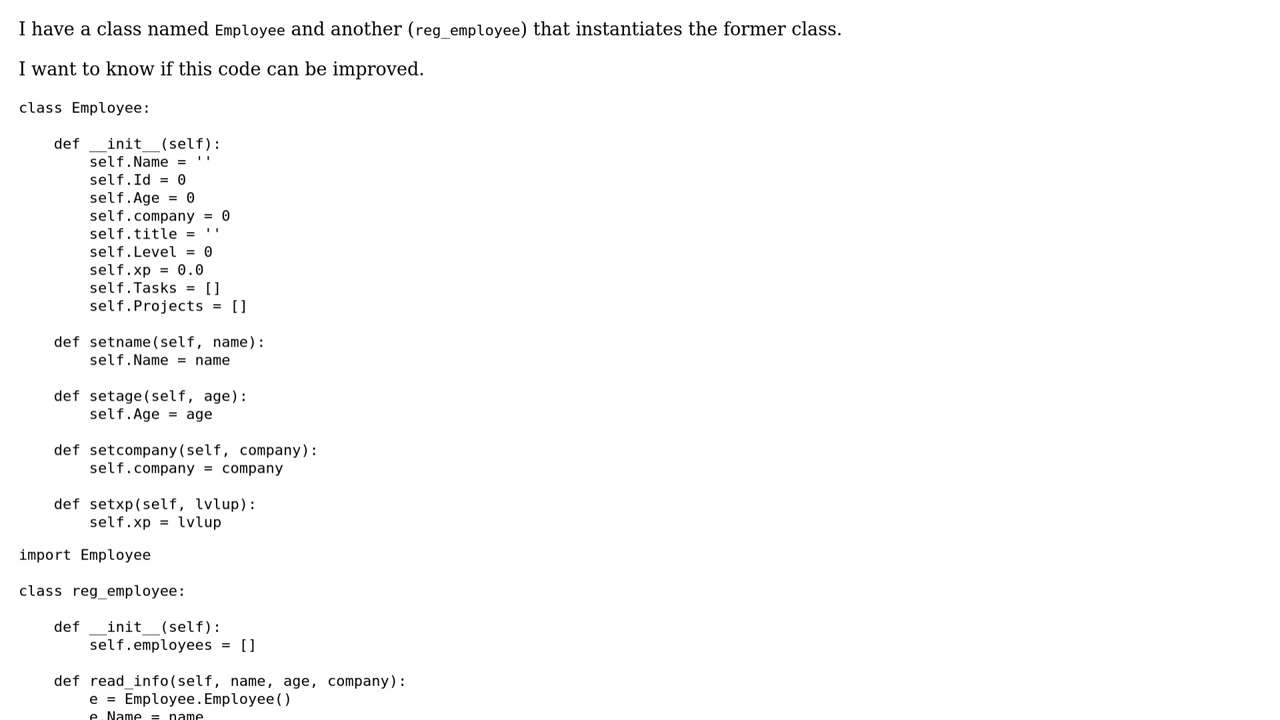 I have a class named Employee and another (reg_employee) that instantiates the former class.
I want to know if this code can be improved.
class Employee:
    def __init__(self):
        self.Name = ''
        self.Id = 0
        self.Age = 0
        self.company = 0
        self.title = ''
        self.Level = 0
        self.xp = 0.0
        self.Tasks = []
        self.Projects = []
    def setname(self, name):
        self.Name = name
    def setage(self, age):
        self.Age = age
    def setcompany(self, company):
        self.company = company
    def setxp(self, lvlup):
        self.xp = lvlup
import Employee
class reg_employee:
    def __init__(self):
        self.employees = []
    def read_info(self, name, age, company):
        e = Employee.Employee()
        e.Name = name